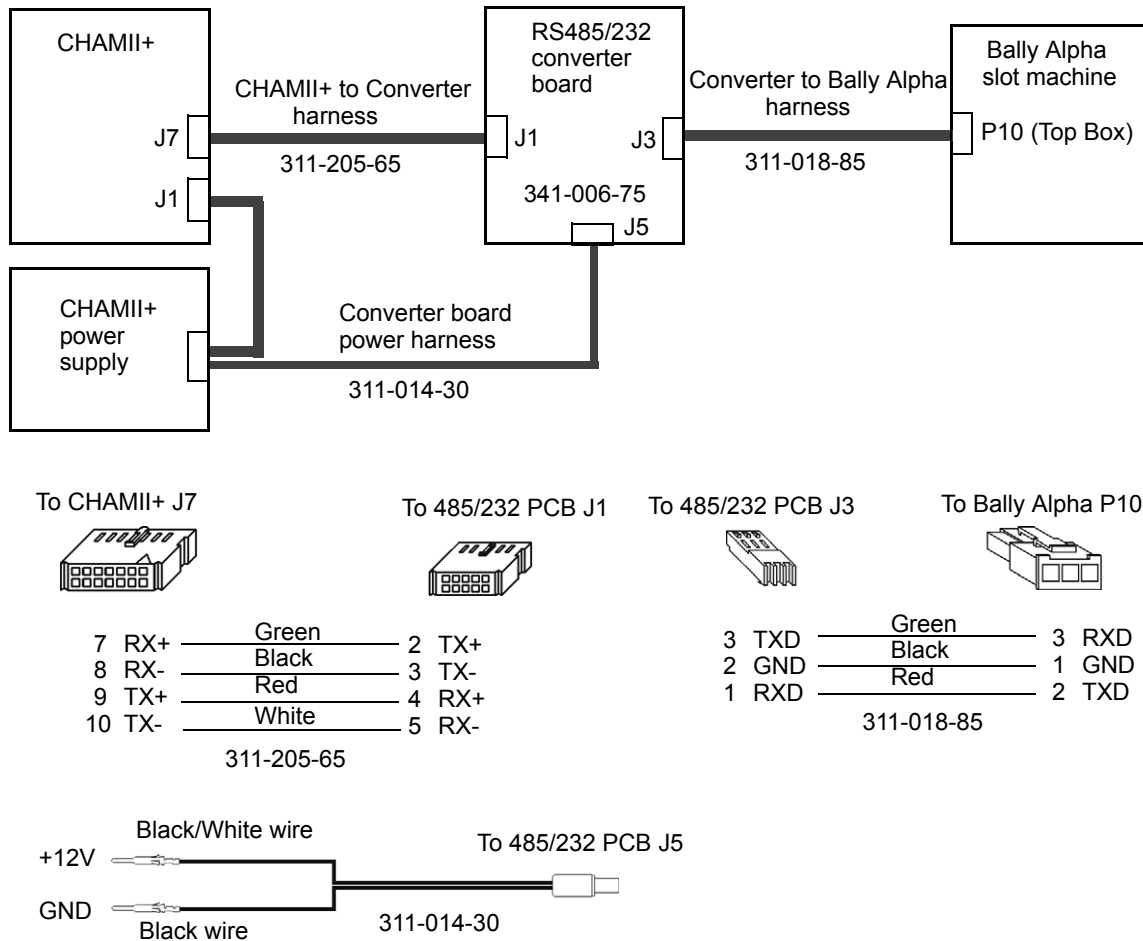 CHAMII+
J7
J1
CHAMII+ to Converter
harness
311-205-65
RS485/232
converter
board
J1
J3
341-006-75
J5
Converter to Bally Alpha
harness
311-018-85
Bally Alpha
slot machine
P10 (Top Box)
CHAMII+
power
supply
Converter board
power harness
311-014-30
To CHAMII+ J7
To 485/232 PCB J1
To 485/232 PCB J3
To Bally Alpha P10
7 RX+ Green 2 TX+
8 RX- Black 3 TX-
9 TX+ Red 4 RX+
10 TX- White 5 RX-
311-205-65
3 TXD Green 3 RXD
2 GND Black 1 GND
1 RXD Red 2 TXD
311-018-85
Black/White wire
+12V
To 485/232 PCB J5
GND
Black wire
311-014-30